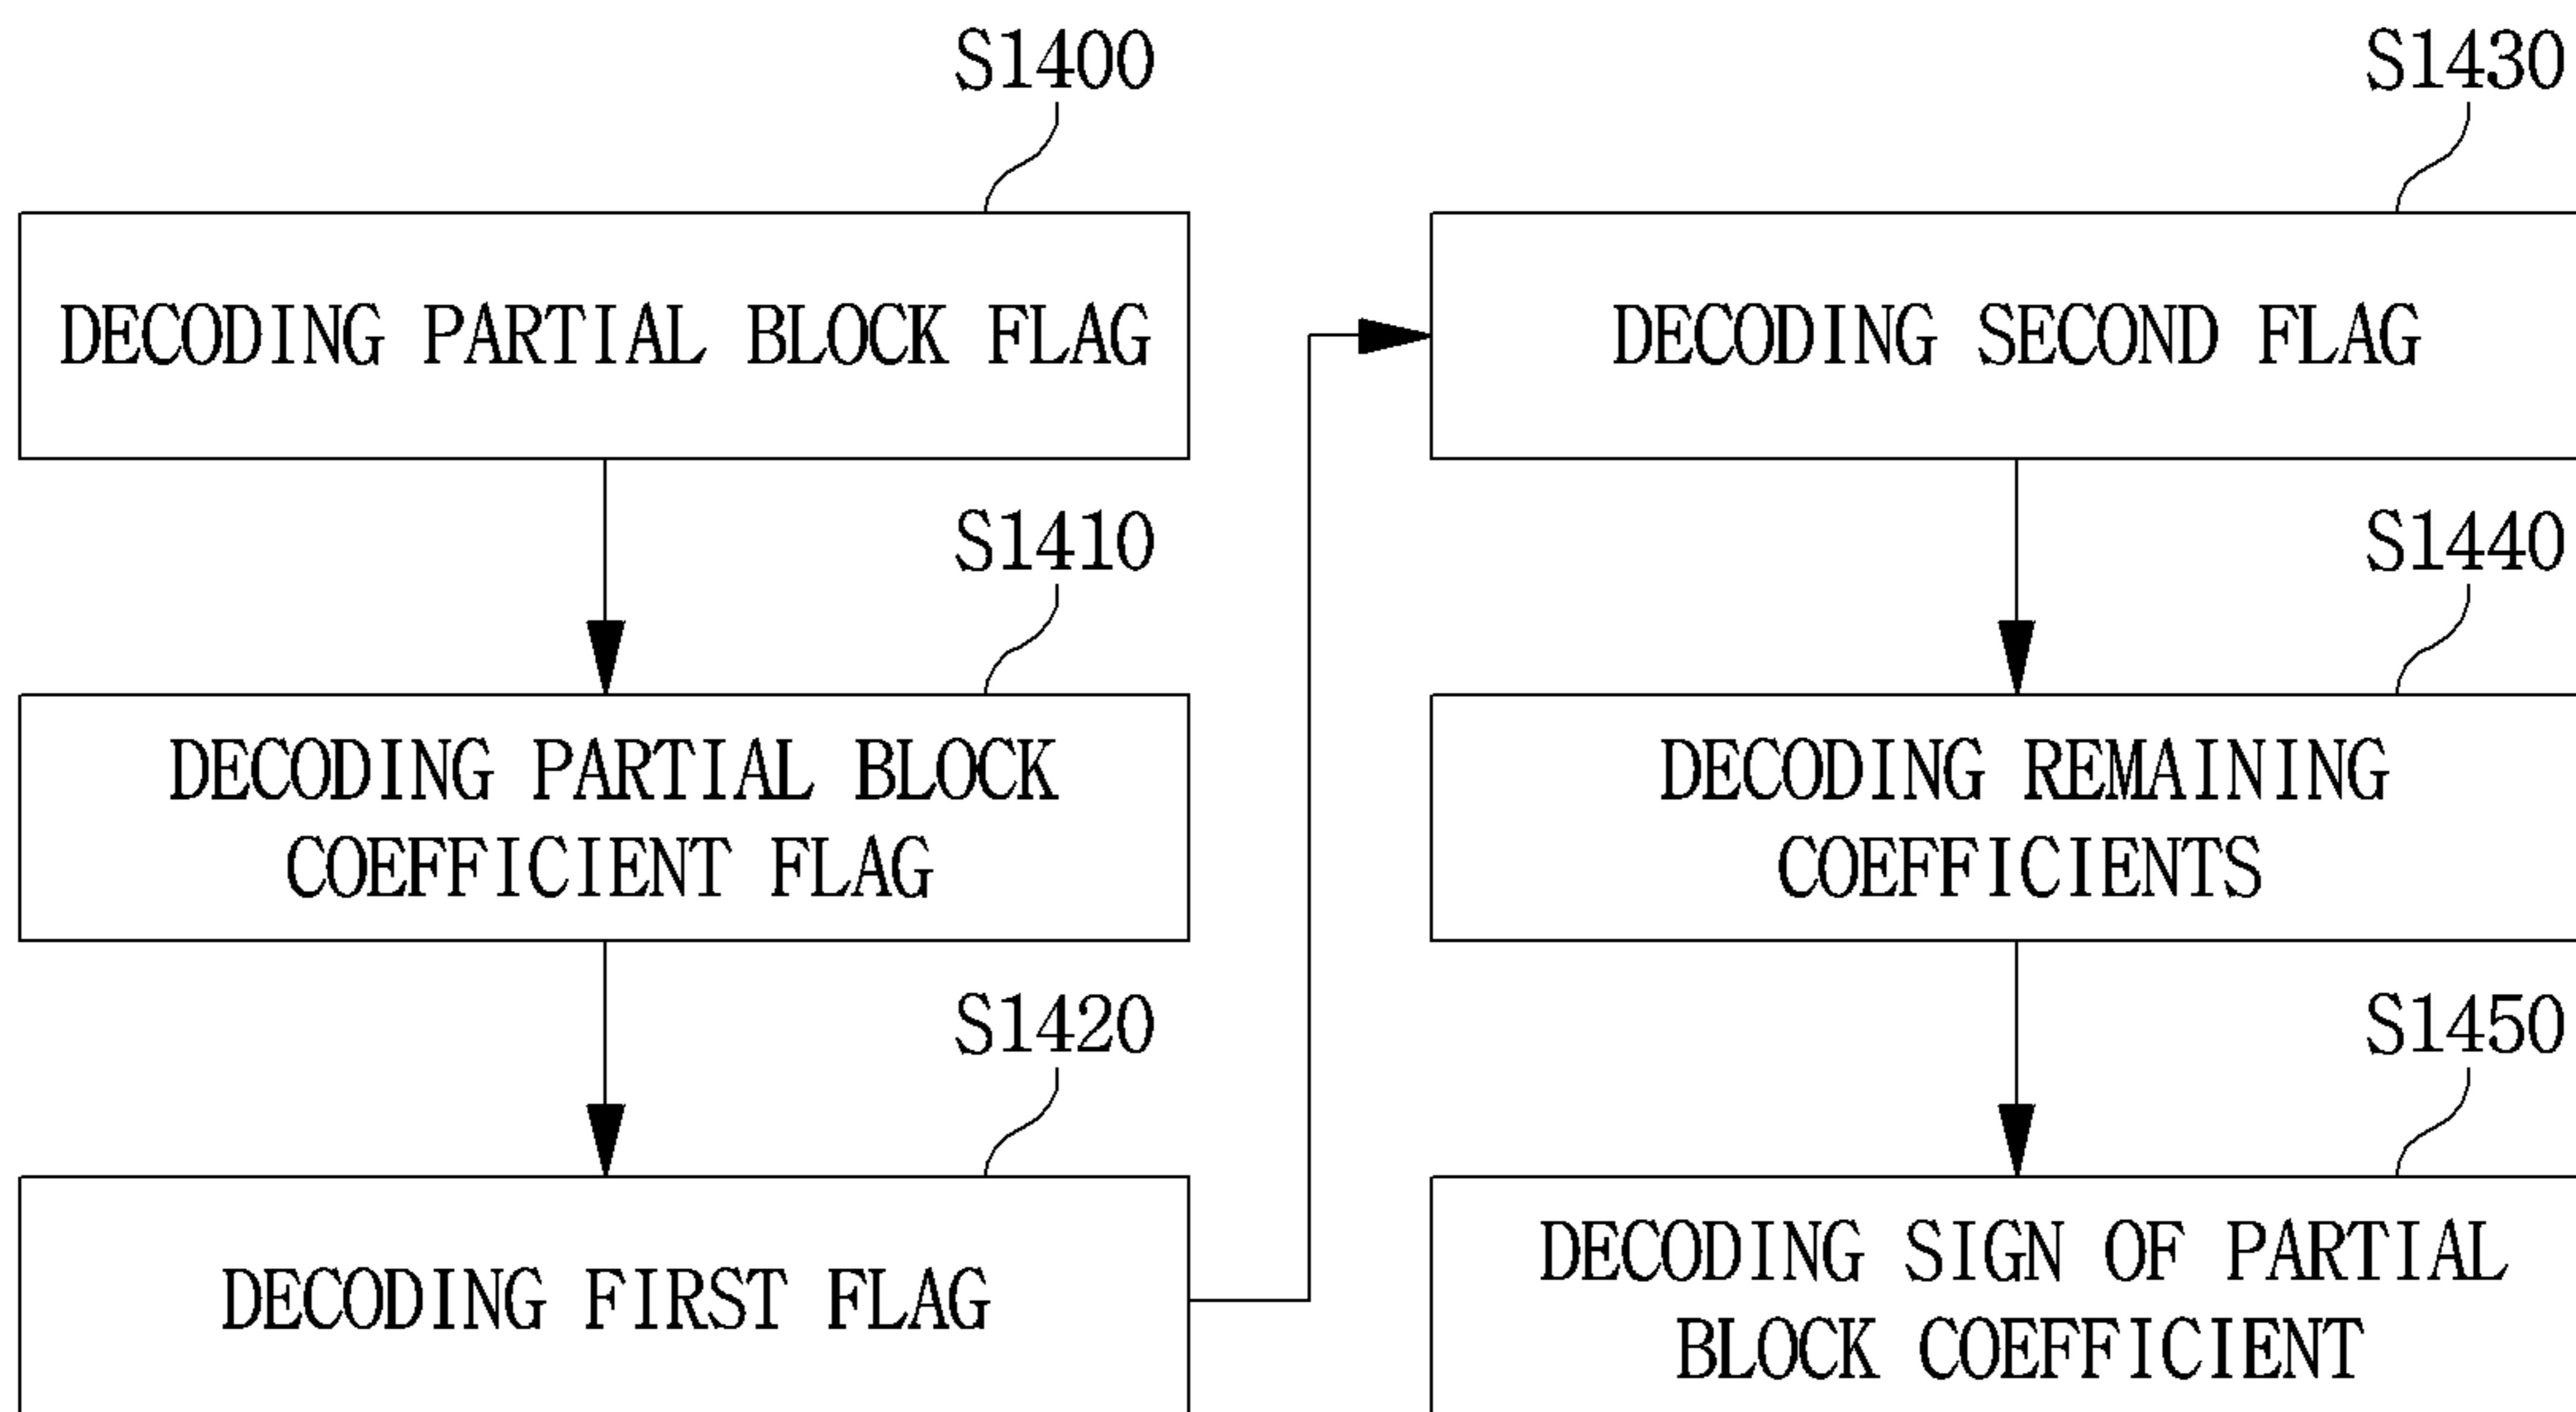 S1400
DECODING PARTIAL BLOCK FLAG
S1410
DECODING PARTIAL BLOCK
COEFFICIENT FLAG
S1420
DECODING FIRST FLAG
S1430
DECODING SECOND FLAG
S1440
DECODING REMAINING
COEFFICIENTS
S1450
DECODING SIGN OF PARTIAL
BLOCK COEFFICIENT